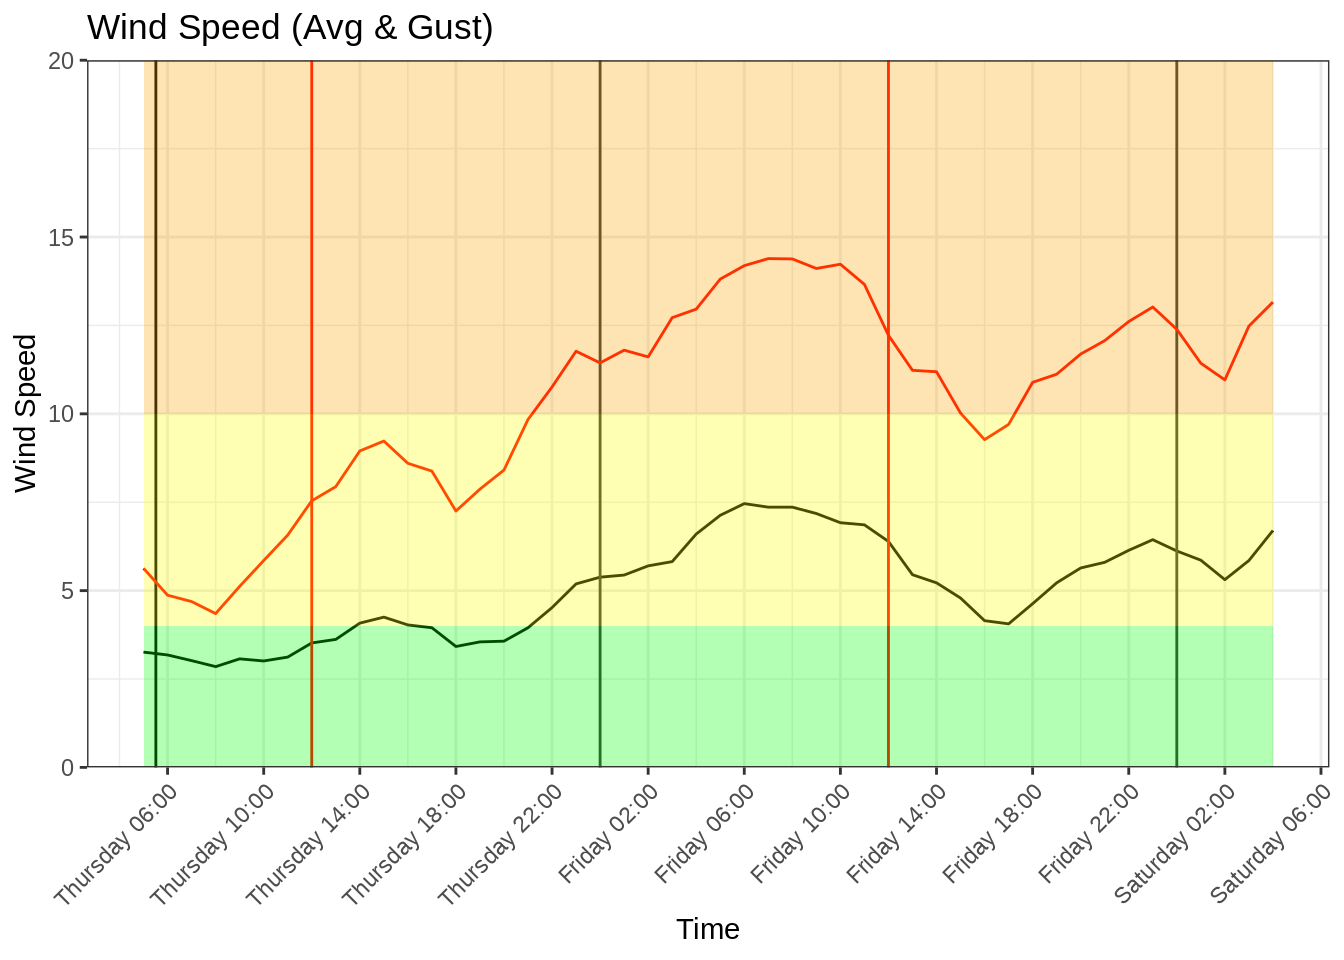 Wind Speed (Avg & Gust)
20
15
10
5
0
Wind Speed
Thursday 06:00
Thursday 10:00
Thursday 14:00
Thursday 18:00
Thursday 22:00
Friday 02:00
Friday 06:00
Friday 10:00
Friday 14:00
Friday 18:00
Friday 22:00
Saturday 02:00
Saturday 06:00
Time